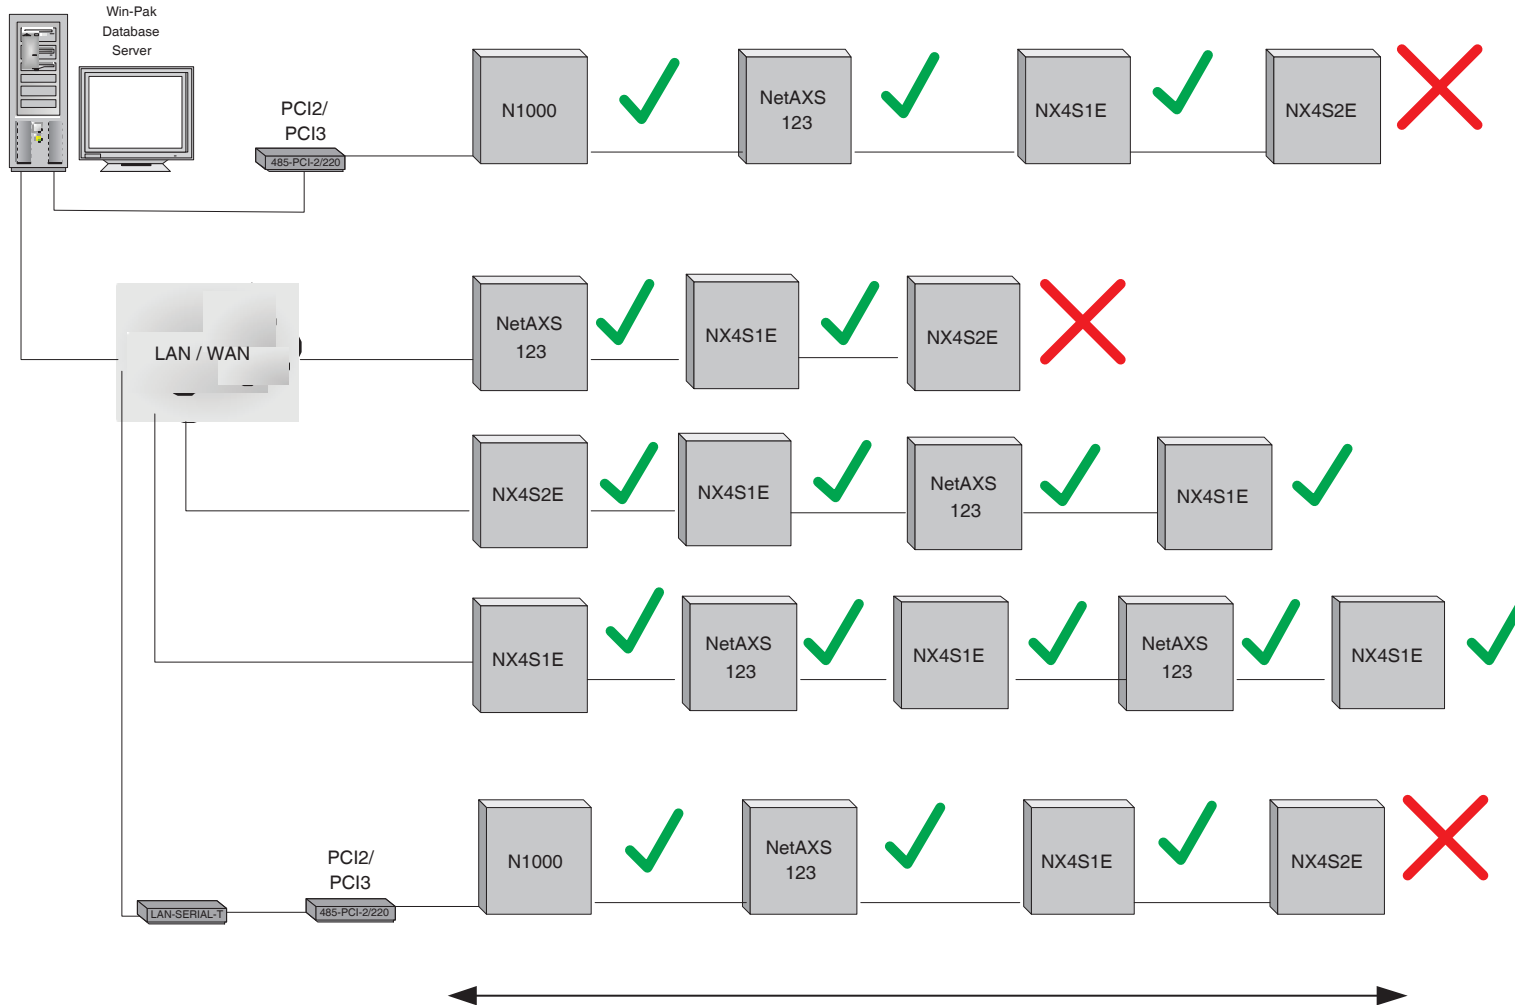 Win-Pak
Database
Server
PCI2/
PCI3
485-PCI-2/220
N1000
NetAXS
123
NX4S1E
NX4S2E
LAN / WAN
NetAXS
123
NX4S1E
NX4S2E
NX4S2E
NX4S1E
NetAXS
123
NX4S1E
NX4S1E
NetAXS
123
NX4S1E
NetAXS
123
NX4S1E
LAN-SERIAL-T
PCI2/
PCI3
485-PCI-2/220
N1000
NetAXS
123
NX4S1E
NX4S2E